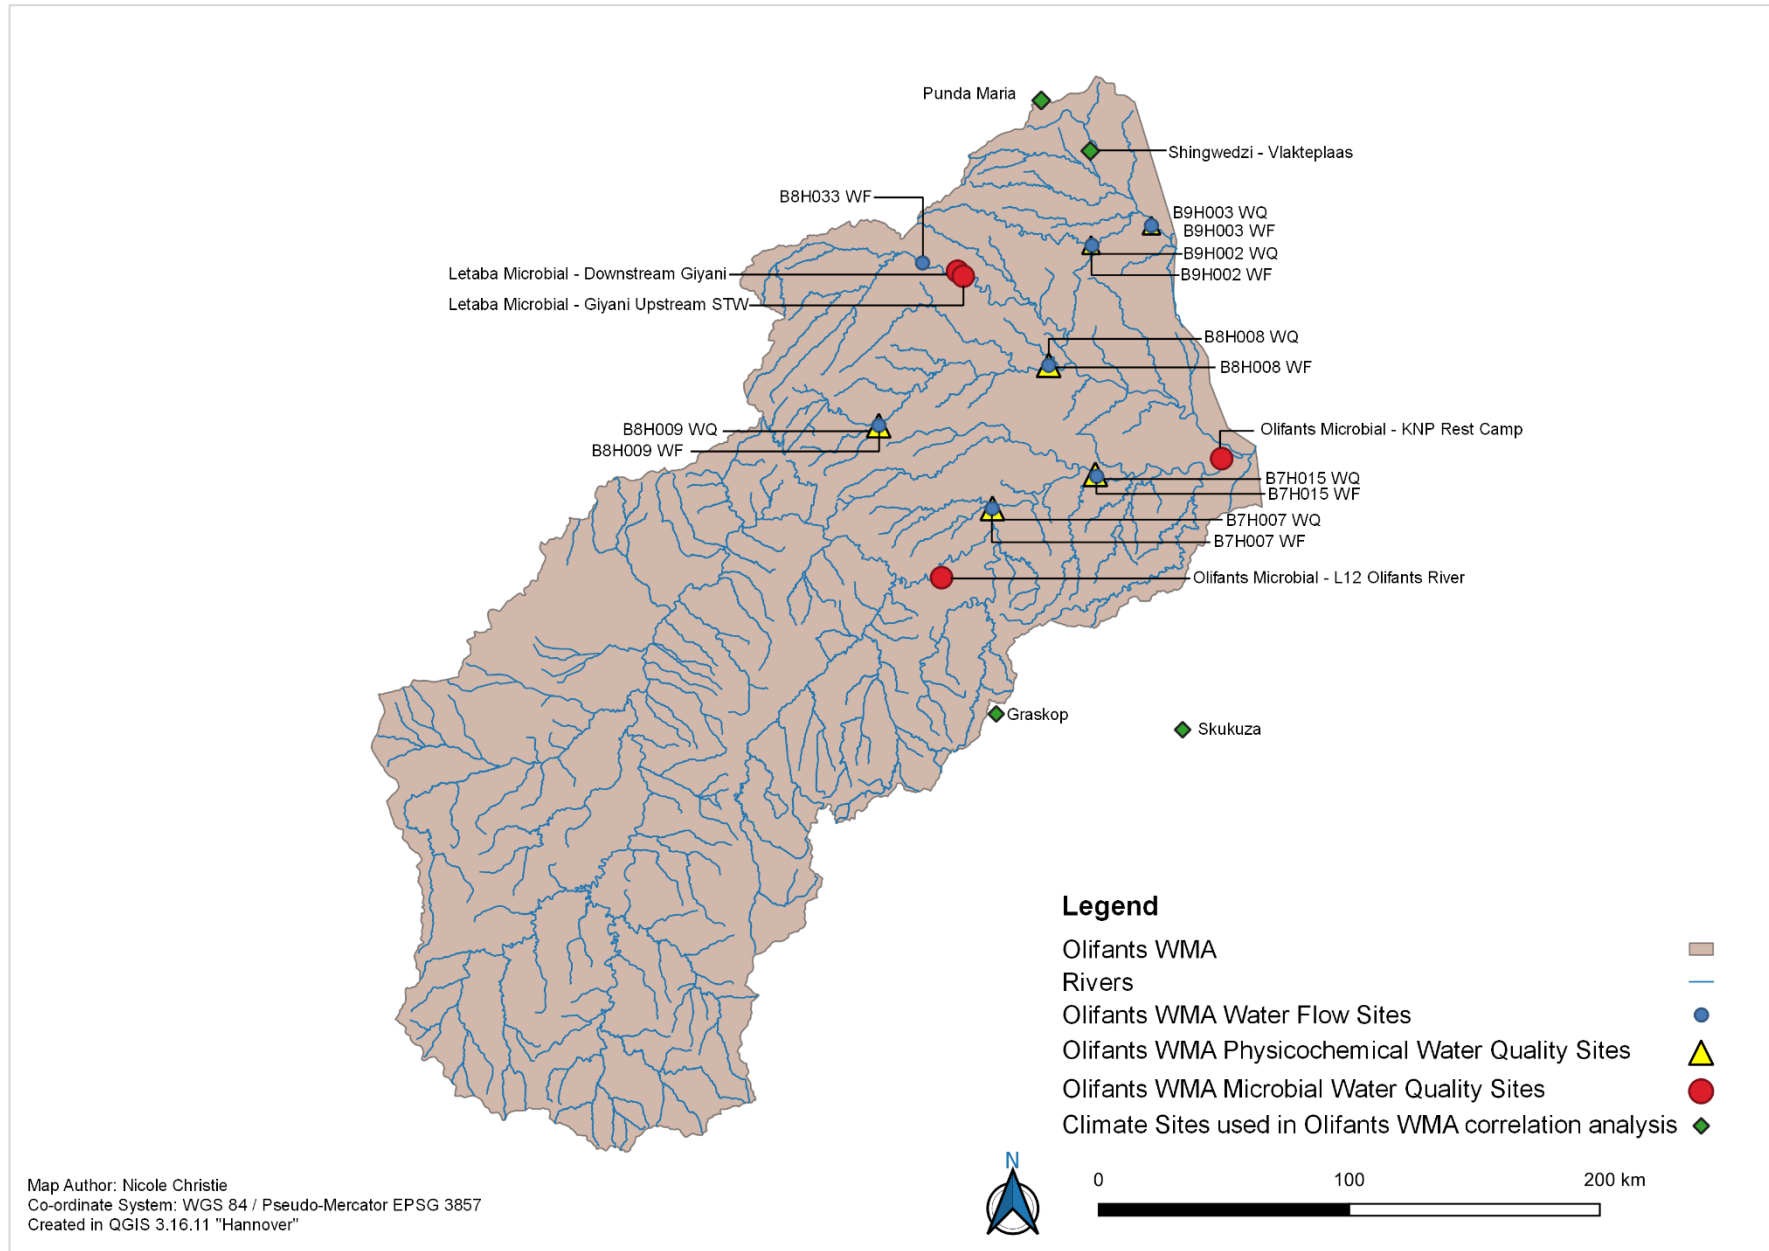 Punda Maria
Shingwedzi - Vlakteplaas
B8H033 WF
B9H003 WQ
B9H003 WF
B9H002 WQ
B9H002 WF
Letaba Microbial - Downstream Giyani
Letaba Microbial - Giyani Upstream STW
B8H008 WQ
B8H008 WF
B8H009 WQ
B8H009 WF
Olifants Microbial - KNP Rest Camp
B7H015 WQ
B7H015 WF
B7H007 WQ
B7H007 WF
Olifants Microbial - L12 Olifants River
Graskop
Skukuza
Legend
Olifants WMA
Rivers
Olifants WMA Water Flow Sites
Olifants WMA Physicochemical Water Quality Sites
Olifants WMA Microbial Water Quality Sites
Climate Sites used in Olifants WMA correlation analysis
N
0 100 200 km
Map Author: Nicole Christie
Co-ordinate System: WGS 84 / Pseudo-Mercator EPSG 3857
Created in QGIS 3.16.11 "Hannover"